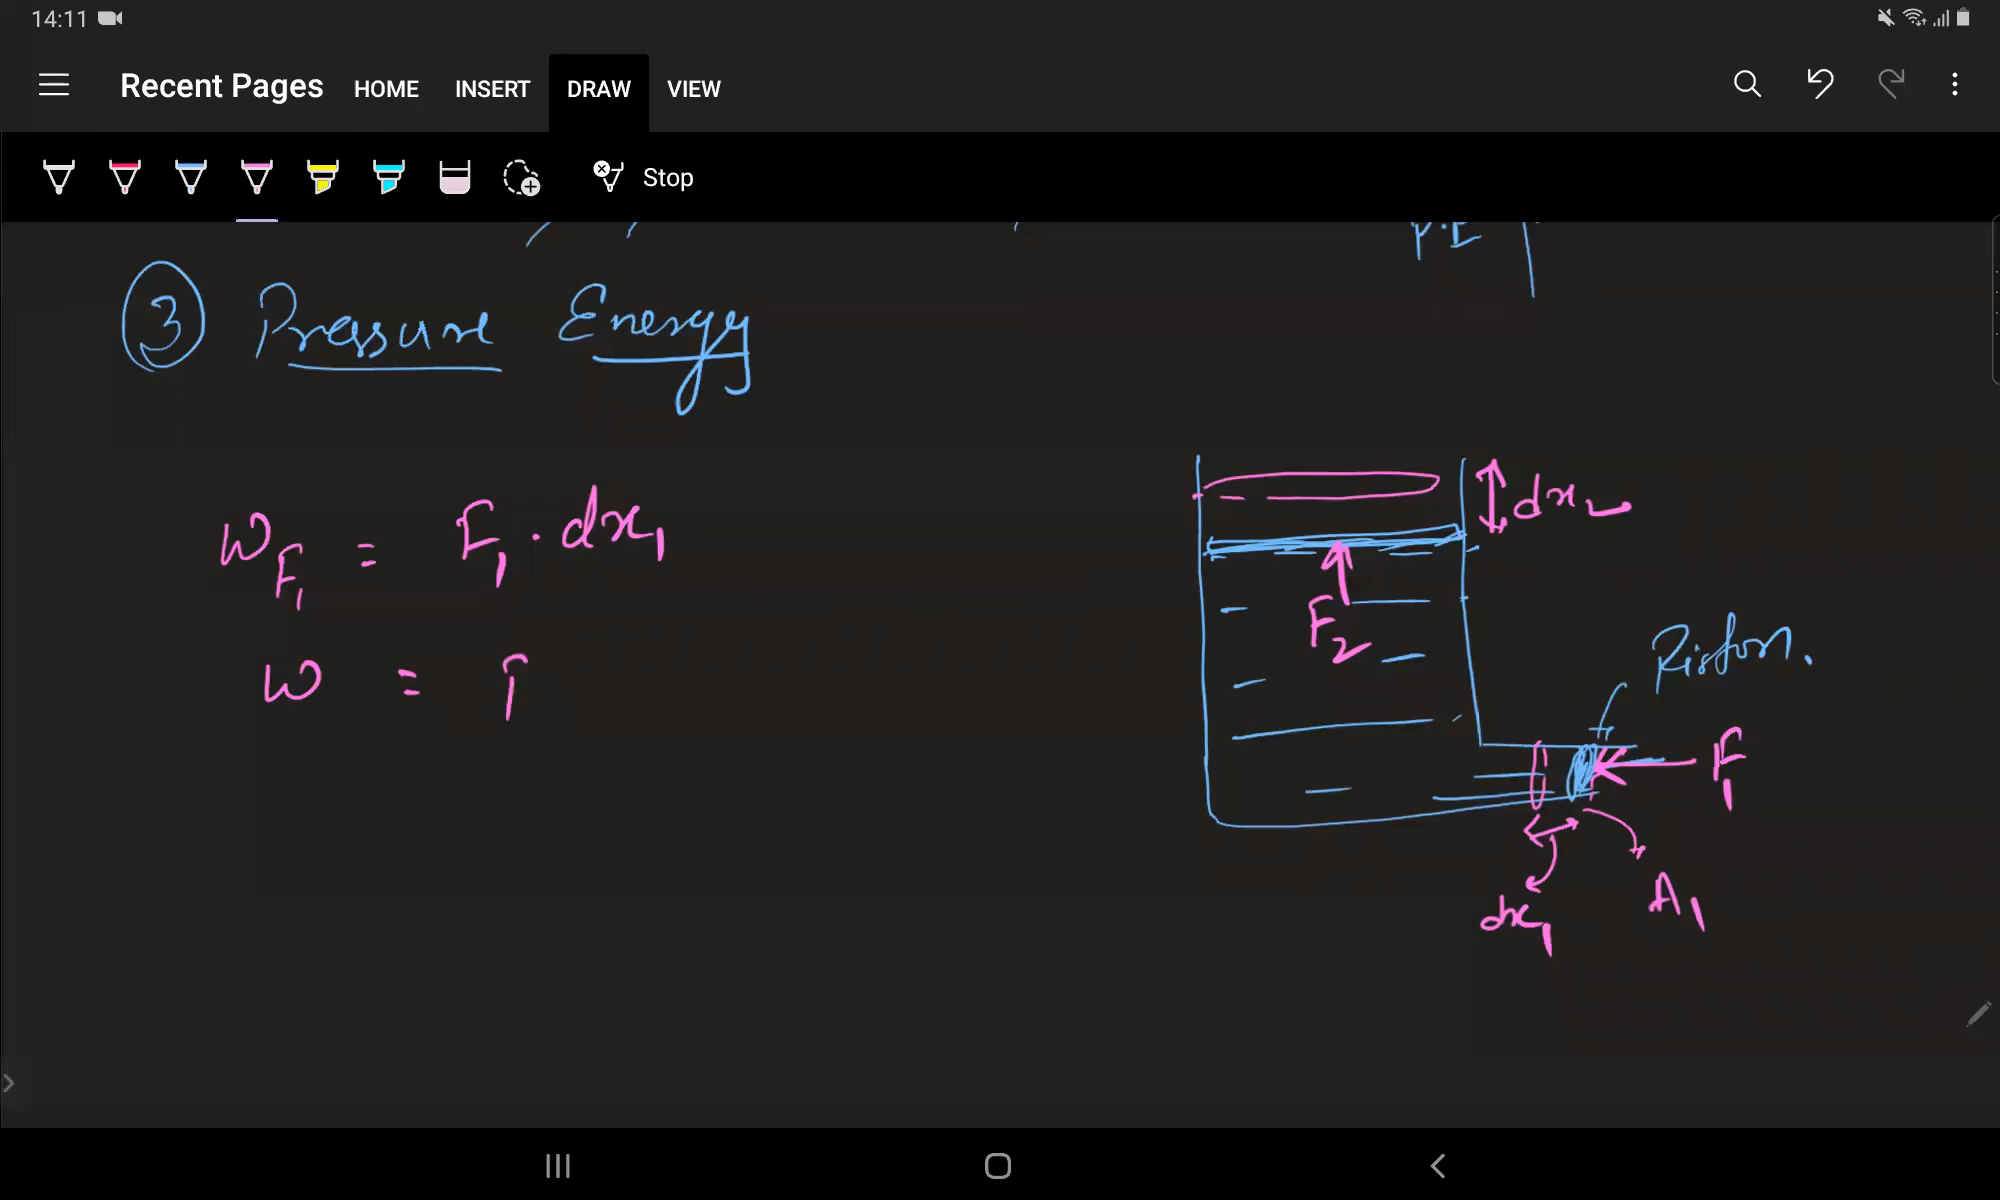 14:11
Recent Pages HOME INSERT DRAW VIEW
Stop
P.E
3 Pressure Energy
W_F₁ = F₁ . dx₁
W =
dx₂
F₂
Piston.
F₁
dx₁
A₁